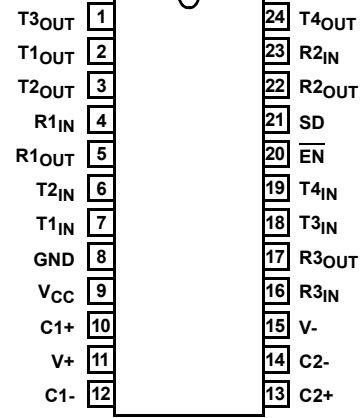 T3OUT 1 24 T4OUT
T1OUT 2 23 R2IN
T2OUT 3 22 R2OUT
R1IN 4 21 SD
R1OUT 5 20 E̅N̅
T2IN 6 19 T4IN
T1IN 7 18 T3IN
GND 8 17 R3OUT
VCC 9 16 R3IN
C1+ 10 15 V-
V+ 11 14 C2-
C1- 12 13 C2+